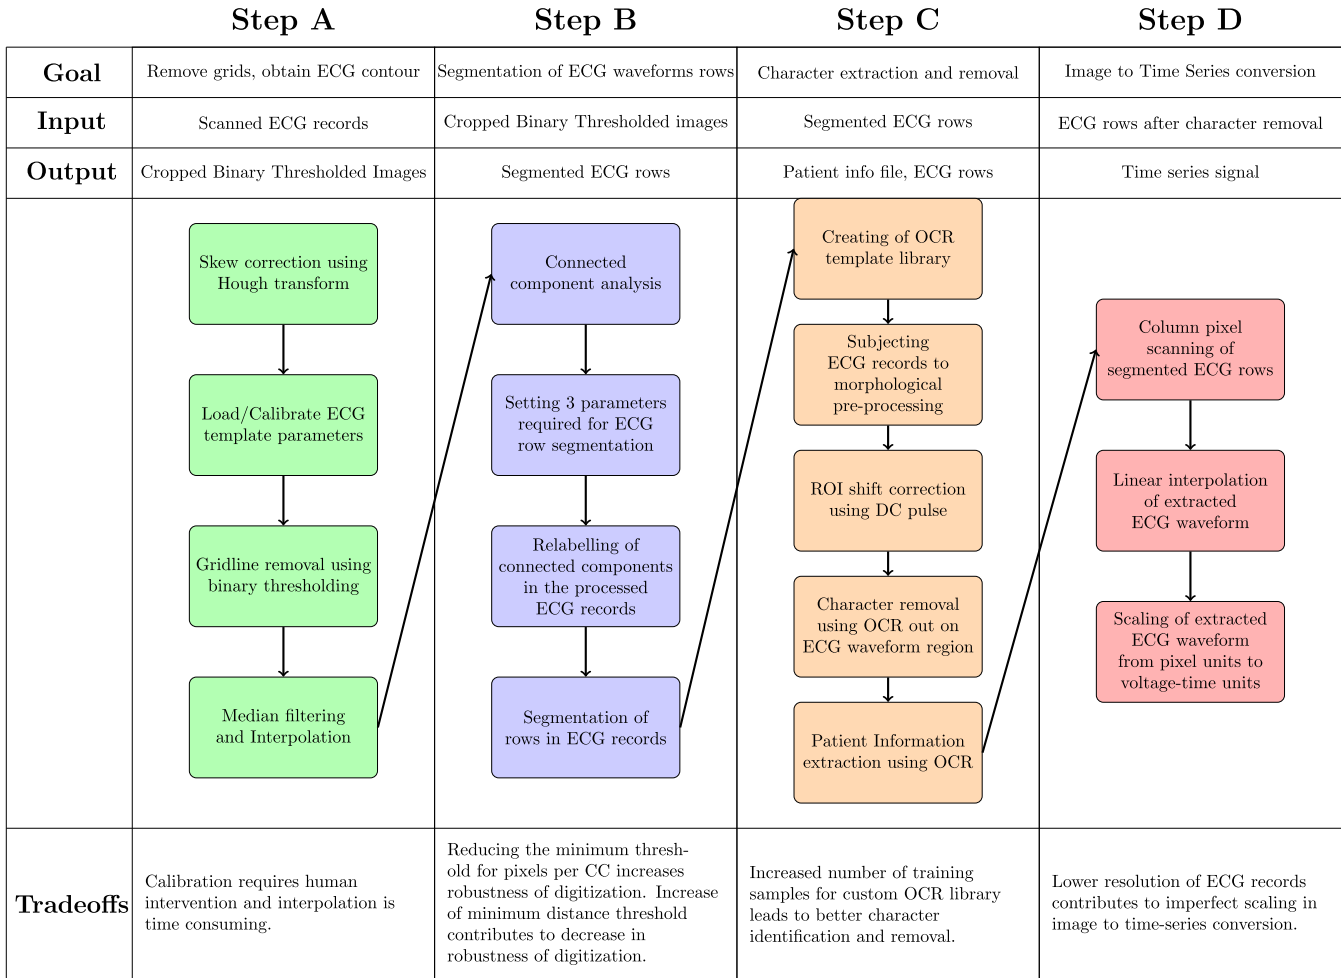 Step A
Step B
Step C
Step D
Goal
Remove grids, obtain ECG contour
Segmentation of ECG waveforms rows
Character extraction and removal
Image to Time Series conversion
Input
Scanned ECG records
Cropped Binary Thresholded images
Segmented ECG rows
ECG rows after character removal
Output
Cropped Binary Thresholded Images
Segmented ECG rows
Patient info file, ECG rows
Time series signal
Skew correction using
Hough transform
Load/Calibrate ECG
template parameters
Gridline removal using
binary thresholding
Median filtering
and Interpolation
Connected
component analysis
Setting 3 parameters
required for ECG
row segmentation
Relabelling of
connected components
in the processed
ECG records
Segmentation of
rows in ECG records
Creating of OCR
template library
Subjecting
ECG records to
morphological
pre-processing
ROI shift correction
using DC pulse
Character removal
using OCR out on
ECG waveform region
Patient Information
extraction using OCR
Column pixel
scanning of
segmented ECG rows
Linear interpolation
of extracted
ECG waveform
Scaling of extracted
ECG waveform
from pixel units to
voltage-time units
Tradeoffs
Calibration requires human
intervention and interpolation is
time consuming.
Reducing the minimum thresh-
old for pixels per CC increases
robustness of digitization. Increase
of minimum distance threshold
contributes to decrease in
robustness of digitization.
Increased number of training
samples for custom OCR library
leads to better character
identification and removal.
Lower resolution of ECG records
contributes to imperfect scaling in
image to time-series conversion.